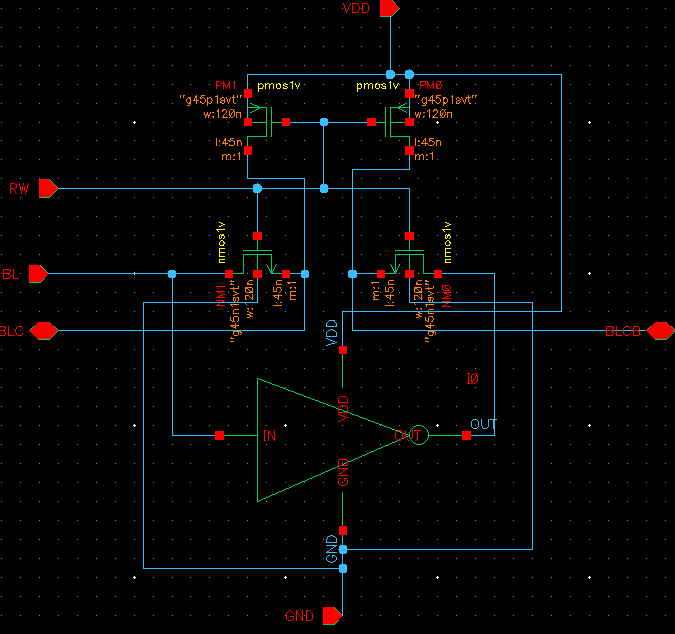 VDD
PM1
pmos1v
pmos1v
PM0
"g45p1svt"
"g45p1svt"
w:120n
w:120n
l:45n
l:45n
m:1
m:1
RW
nmos1v
nmos1v
BL
NM1
"g45n1svt"
w:120n
l:45n
m:1
m:1
l:45n
w:120n
"g45n1svt"
NM0
BLC
VDD
BLCB
I0
VDD
IN
OUT
OUT
GND
GND
GND